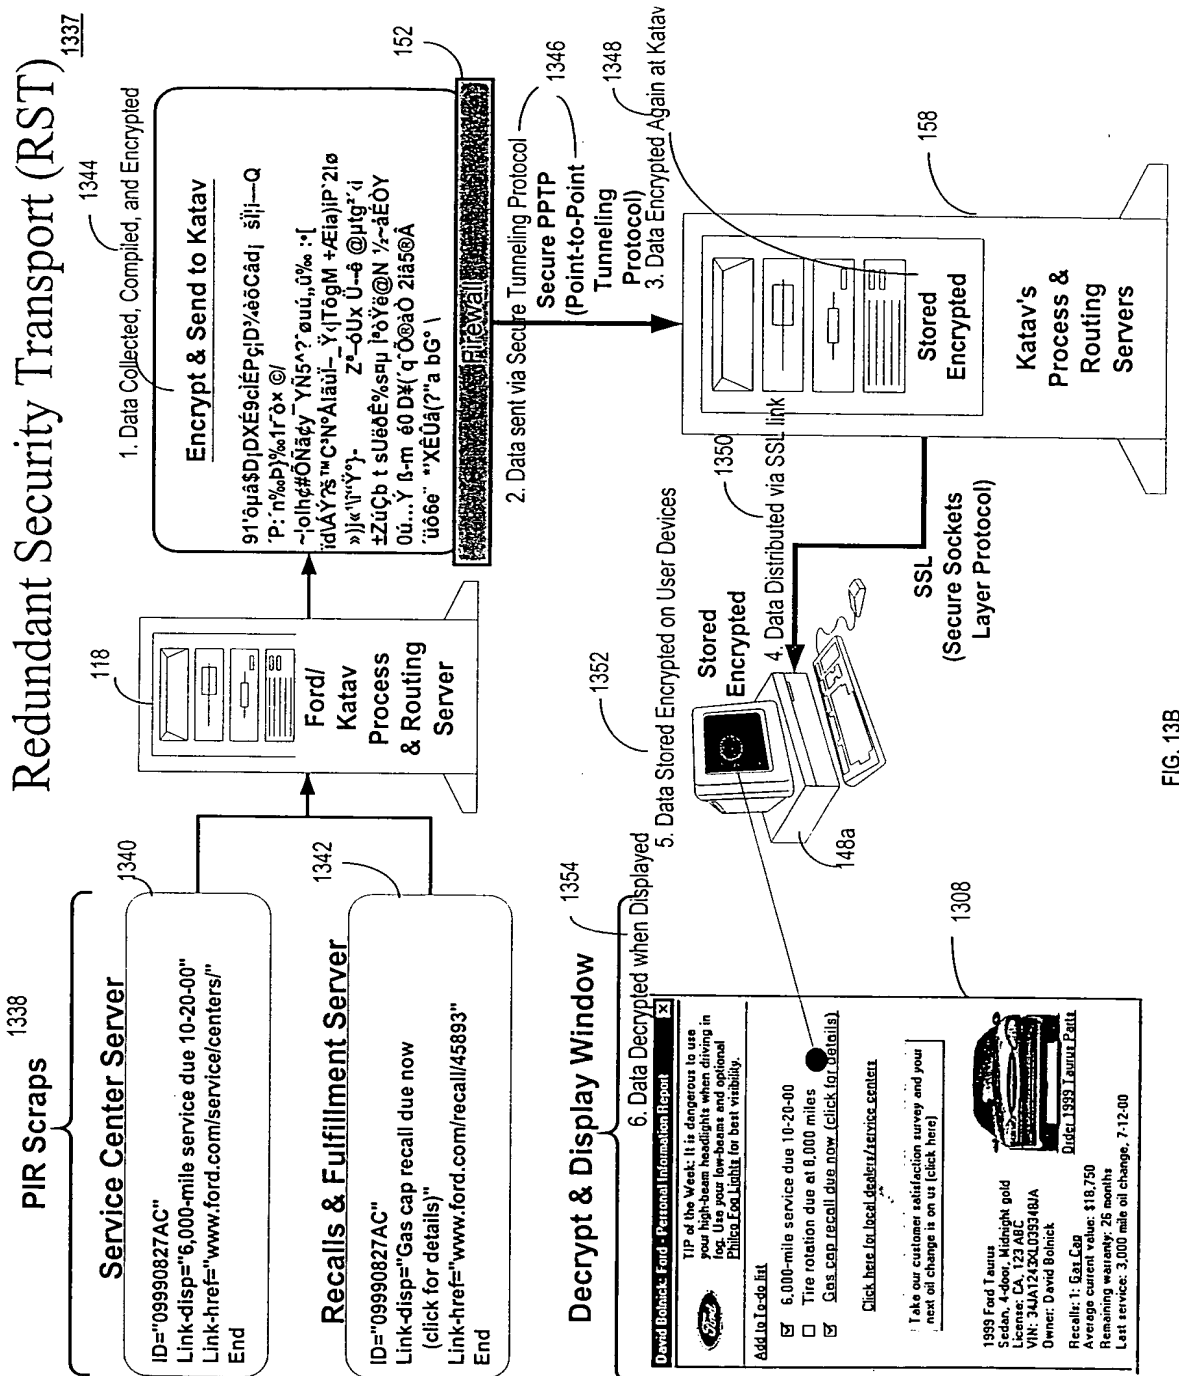 Redundant Security Transport (RST)
1337
1338
PIR Scraps
Service Center Server
1340
ID="09990827AC"
Link-disp="6,000-mile service due 10-20-00"
Link-href="www.ford.com/service/centers/"
End
Recalls & Fulfillment Server
1342
ID="09990827AC"
Link-disp="Gas cap recall due now
(click for details)"
Link-href="www.ford.com/recall/45893"
End
118
Ford/
Katav
Process
& Routing
Server
1344
1. Data Collected, Compiled, and Encrypted
Encrypt & Send to Katav
Firewall
152
2. Data sent via Secure Tunneling Protocol
1346
Secure PPTP
(Point-to-Point
Tunneling
Protocol)
1348
3. Data Encrypted Again at Katav
158
Stored
Encrypted
Katav's
Process &
Routing
Servers
1350
4. Data Distributed via SSL link
SSL
(Secure Sockets
Layer Protocol)
1352
5. Data Stored Encrypted on User Devices
Stored
Encrypted
148a
1354
6. Data Decrypted when Displayed
Decrypt & Display Window
1308
David Bolnick: Ford - Personal Information Report
Ford
TIP of the Week: It is dangerous to use
your high-beam headlights when driving in
fog. Use your low-beams and optional
Philco Fog Lights for best visibility.
Add to To-do list
6,000-mile service due 10-20-00
Tire rotation due at 8,000 miles
Gas cap recall due now (click for details)
Click here for local dealers/service centers
Take our customer satisfaction survey and your
next oil change is on us [click here]
1999 Ford Taurus
Sedan, 4-door, Midnight gold
License: CA, 123 ABC
VIN: 34JA1243XL039348JA
Owner: David Bolnick
Order 1999 Taurus Parts
Recalls: 1: Gas Cap
Average current value: $18,750
Remaining warranty: 26 months
Last service: 3,000 mile oil change, 7-12-00
FIG. 13B